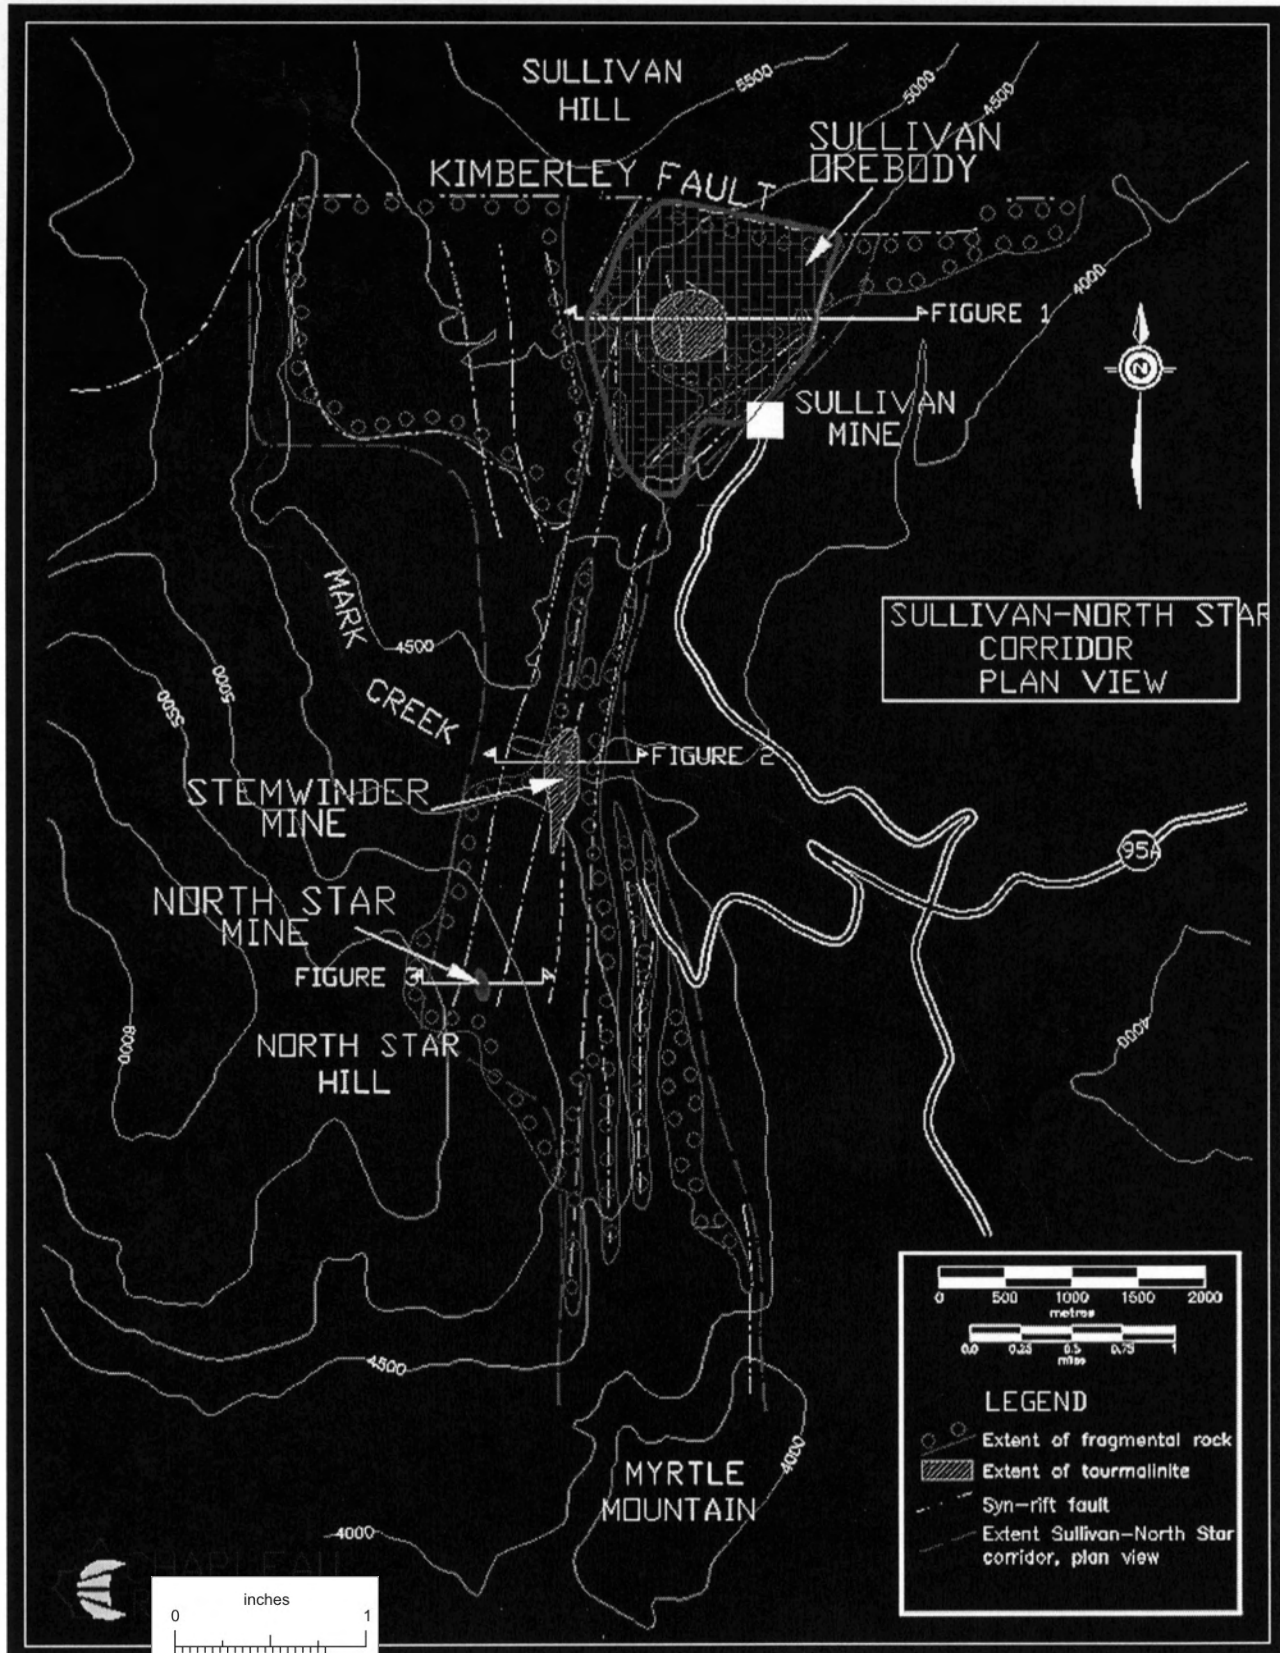 SULLIVAN
HILL
5500
5000
4500
SULLIVAN
OREBODY
KIMBERLEY FAULT
4000
FIGURE 1
N
SULLIVAN
MINE
MARK
CREEK
4500
5000
5500
SULLIVAN-NORTH STAR
CORRIDOR
PLAN VIEW
FIGURE 2
STEMWINDER
MINE
95A
NORTH STAR
MINE
FIGURE 3
6000
NORTH STAR
HILL
4000
4500
0 500 1000 1500 2000
metres
0.0 0.25 0.5 0.75 1
miles
LEGEND
Extent of fragmental rock
Extent of tourmalinite
Syn-rift fault
Extent Sullivan-North Star
corridor, plan view
MYRTLE
MOUNTAIN
4000
4000
inches
0 1